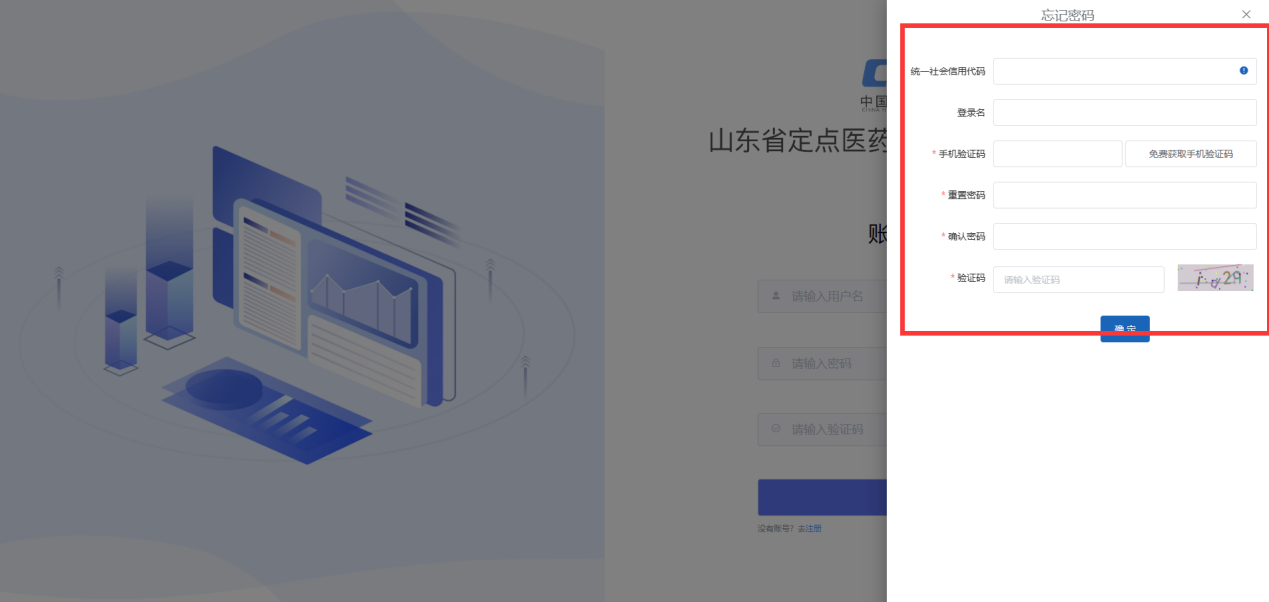 忘记密码
统一社会信用代码
登录名
* 手机验证码
免费获取手机验证码
* 重置密码
* 确认密码
* 验证码
请输入验证码
确 定
中国
山东省定点医药
账
请输入用户名
请输入密码
请输入验证码
没有账号？去注册